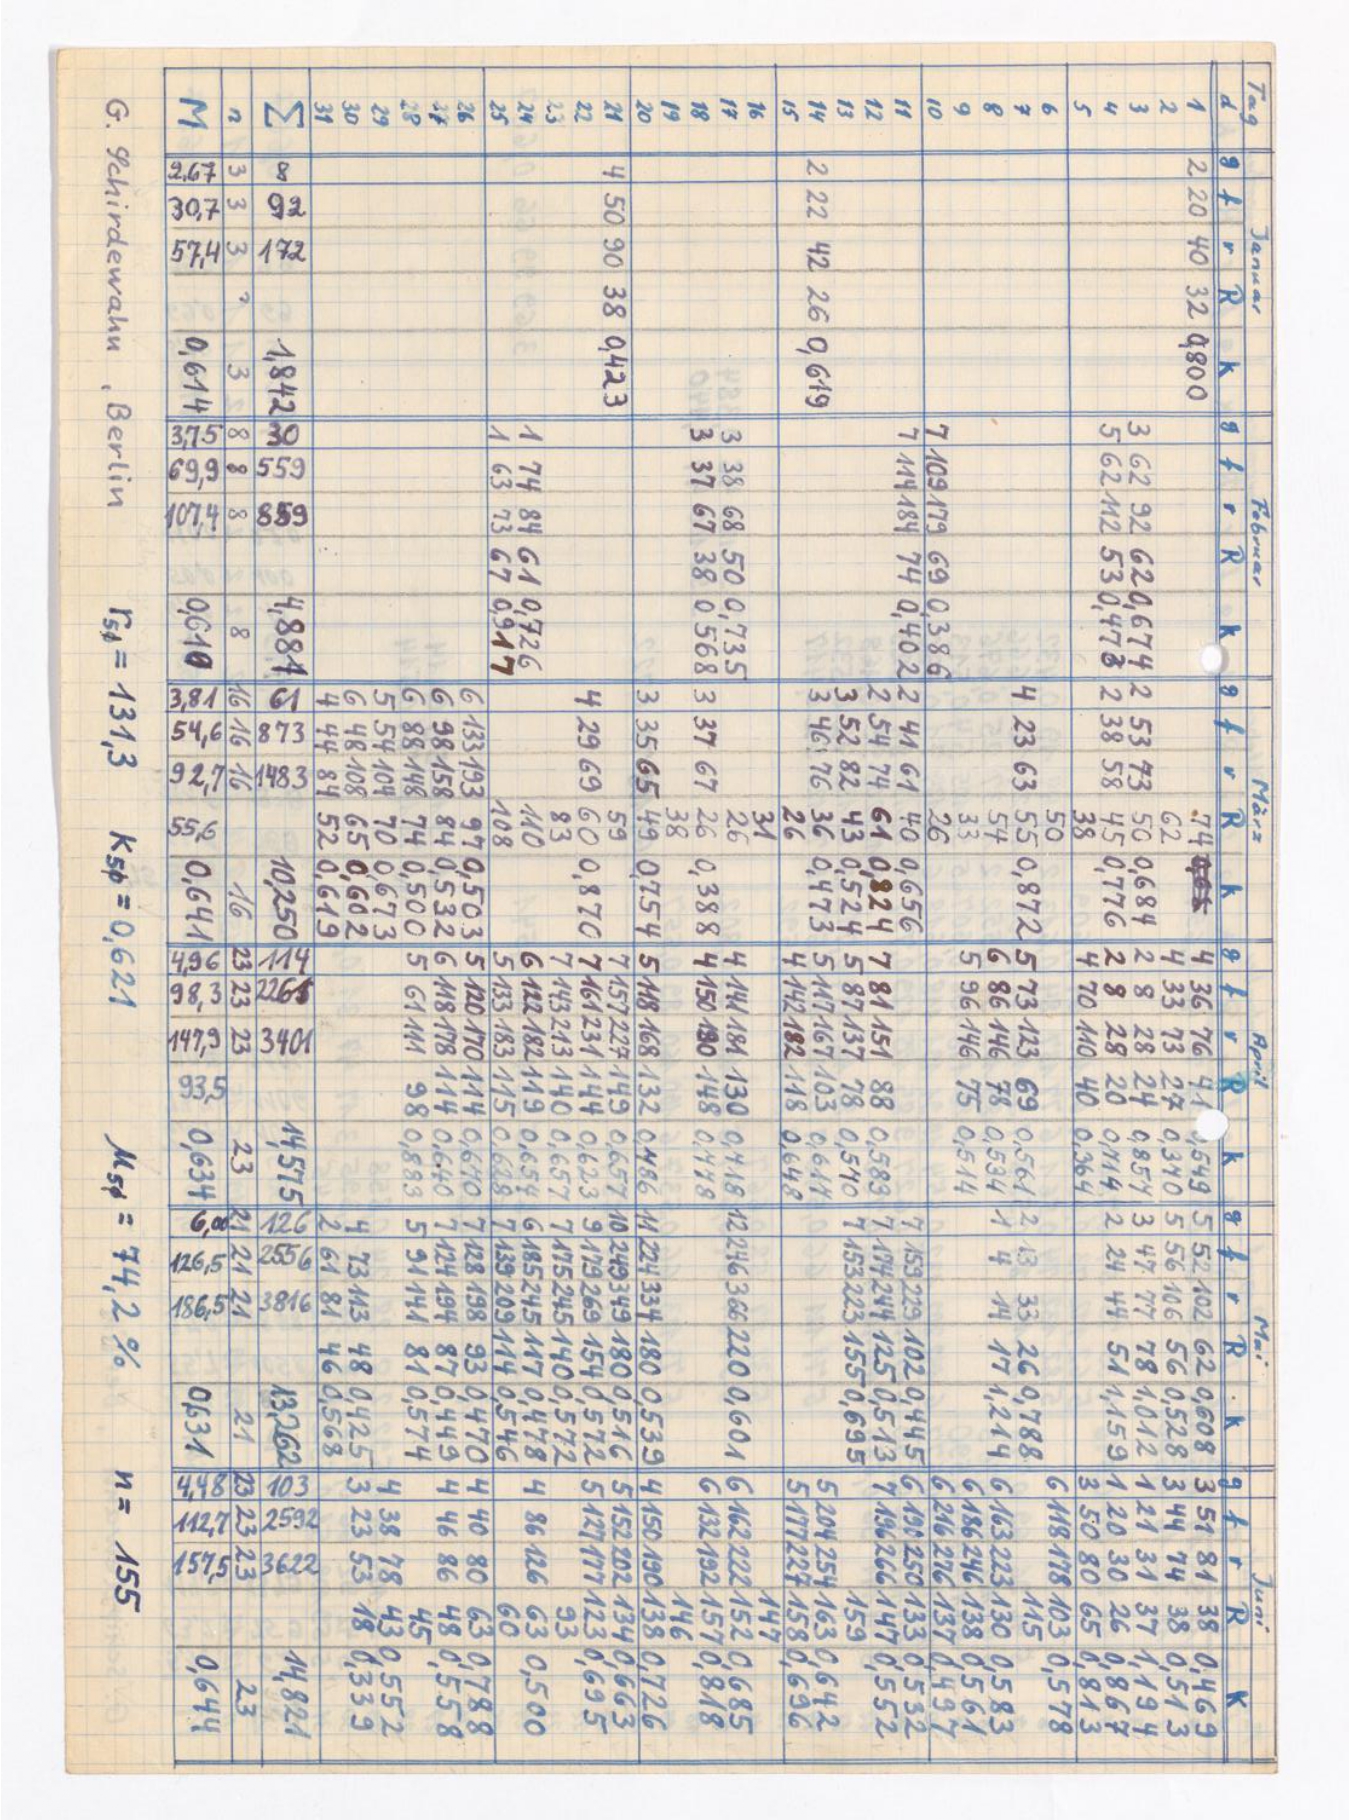 Tag Januar Februar März April Mai Juni
d g f r R k g f r R k g f r R k g f r R k g f r R k g f r R K
1 2 20 40 32 0,800 74 4 36 76 41 0,549 5 52 102 62 0,608 3 51 81 38 0,469
2 62 4 33 73 27 0,340 5 56 106 56 0,528 3 44 74 38 0,513
3 3 62 92 62 0,674 2 53 73 50 0,684 2 8 28 24 0,857 3 47 77 78 1,012 1 21 31 37 1,194
4 5 62 112 53 0,473 2 38 58 45 0,776 2 8 28 20 0,714 2 24 44 51 1,159 1 20 30 26 0,867
5 38 4 70 110 40 0,364 3 50 80 65 0,813
6 50 6 118 178 103 0,578
7 4 23 63 55 0,872 5 73 123 69 0,561 2 13 33 26 0,788 115
8 54 6 86 146 78 0,534 1 4 14 17 1,214 6 163 223 130 0,583
9 33 5 96 146 75 0,514 6 186 246 138 0,561
10 7 109 179 69 0,386 26 6 216 276 137 0,497
11 7 114 184 74 0,402 2 41 61 40 0,656 7 159 229 102 0,445 6 190 250 133 0,532
12 2 54 74 61 0,824 7 81 151 88 0,583 7 174 244 125 0,513 7 196 266 147 0,552
13 3 52 82 43 0,524 5 87 137 78 0,540 7 153 223 155 0,695 159
14 2 22 42 26 0,619 3 46 76 36 0,473 5 117 167 103 0,617 5 204 254 163 0,642
15 26 4 142 182 118 0,648 5 177 227 158 0,696
16 31 147
17 3 38 68 50 0,735 26 4 141 181 130 0,718 12 246 366 220 0,601 6 162 222 152 0,685
18 3 37 67 38 0,568 3 37 67 26 0,388 4 150 190 148 0,778 6 132 192 157 0,818
19 38 146
20 3 35 65 49 0,754 5 118 168 132 0,786 11 224 334 180 0,539 4 150 190 138 0,726
21 4 50 90 38 0,423 59 7 157 227 149 0,657 10 249 349 180 0,516 5 152 202 134 0,663
22 4 29 69 60 0,870 7 161 231 144 0,623 9 179 269 154 0,572 5 127 177 123 0,695
23 83 7 143 213 140 0,657 7 175 245 140 0,572 93
24 1 74 84 61 0,726 110 6 122 182 119 0,654 6 185 245 117 0,478 4 86 126 63 0,500
25 1 63 73 67 0,917 108 5 133 183 115 0,628 7 139 209 114 0,546 60
26 6 133 193 97 0,503 5 120 170 114 0,670 7 128 198 93 0,470 4 40 80 63 0,788
27 6 98 158 84 0,532 6 118 178 114 0,640 7 124 194 87 0,449 4 46 86 48 0,558
28 6 88 148 74 0,500 5 61 111 98 0,883 5 91 141 81 0,574 45
29 5 54 104 70 0,673 4 38 78 43 0,552
30 6 48 108 65 0,602 4 73 113 48 0,425 3 23 53 18 0,339
31 4 44 84 52 0,619 2 61 81 46 0,568
Σ 8 92 172 1,842 30 559 859 4,881 61 873 1483 10,250 114 2261 3401 14,575 126 2556 3816 13,262 103 2592 3622 14,821
n 3 3 3 3 8 8 8 8 16 16 16 16 23 23 23 23 21 21 21 21 23 23 23 23
M 2,67 30,7 57,4 0,614 3,75 69,9 107,4 0,610 3,81 54,6 92,7 55,6 0,641 4,96 98,3 147,9 93,5 0,634 6,00 126,5 186,5 0,631 4,48 112,7 157,5 0,644
G. Schirdewahn, Berlin r5ϕ = 131,3 K5ϕ = 0,621 M5ϕ = 74,2 % n = 155